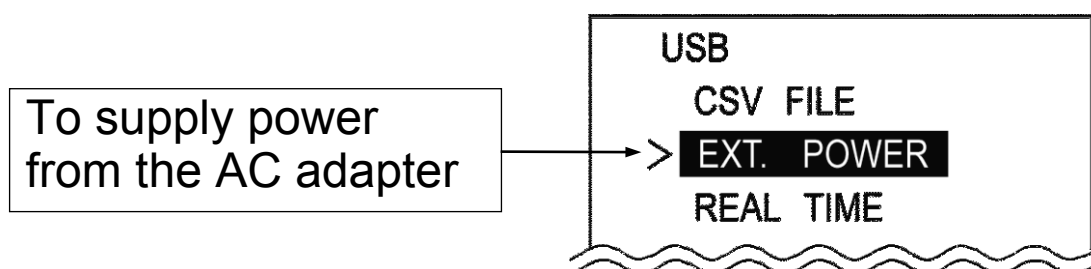 To supply power
from the AC adapter
USB
CSV FILE
> EXT. POWER
REAL TIME